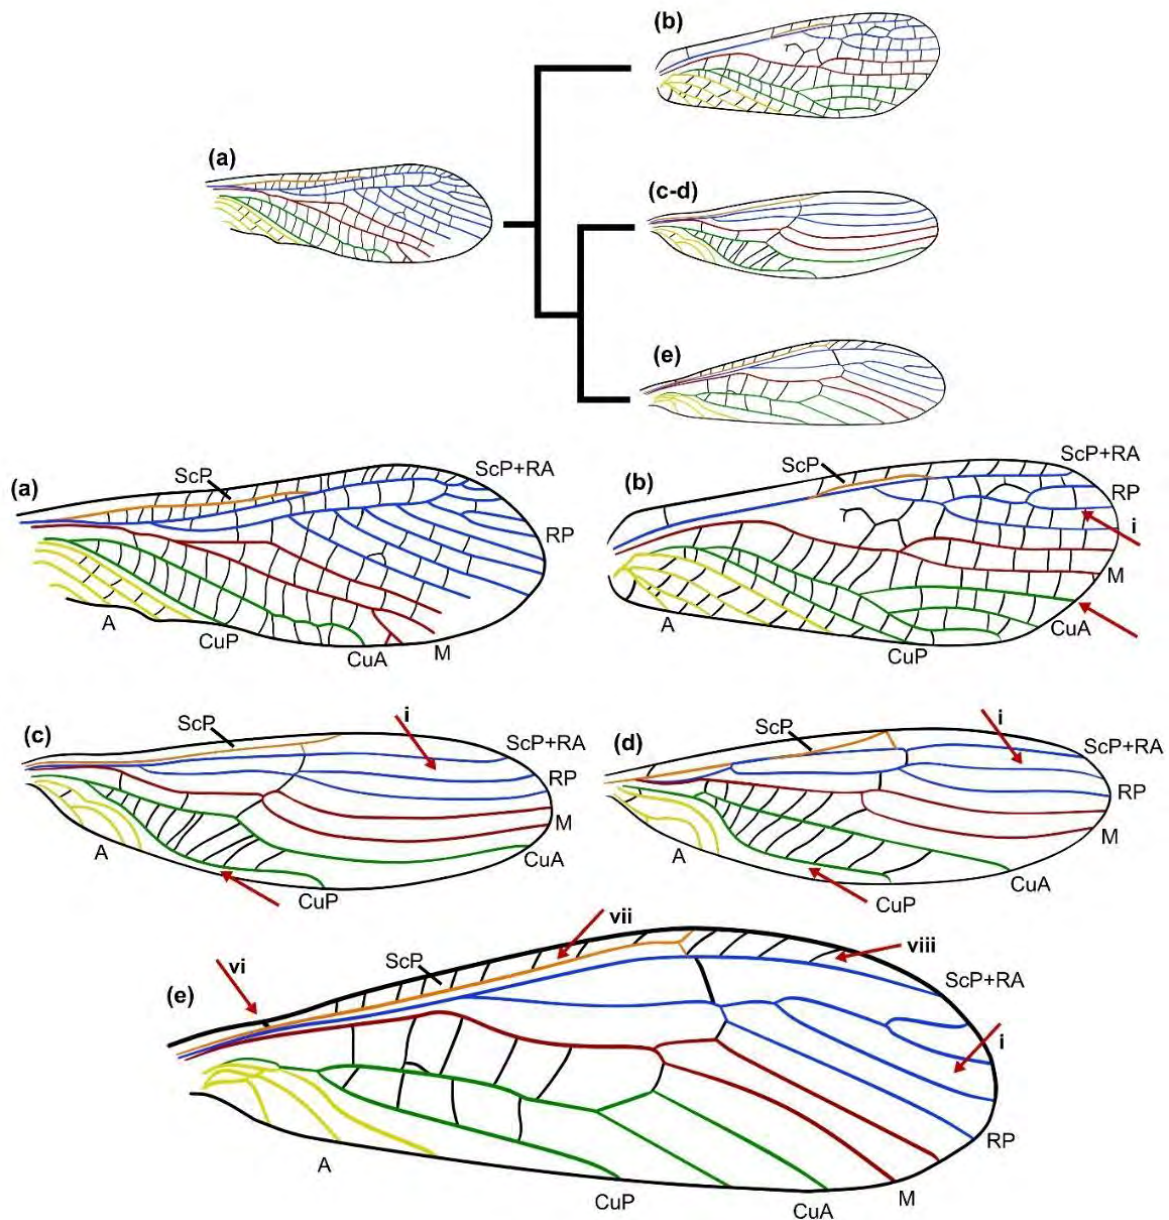 (b)
(a)
(c-d)
(e)
(a)
ScP
ScP+RA
RP
A
CuP
CuA
M
(b)
ScP
ScP+RA
RP
i
M
CuA
A
CuP
(c)
ScP
i
ScP+RA
RP
M
CuA
A
CuP
(d)
ScP
i
ScP+RA
RP
M
A
CuA
CuP
(e)
vi
ScP
vii
viii
ScP+RA
i
RP
A
CuP
CuA
M